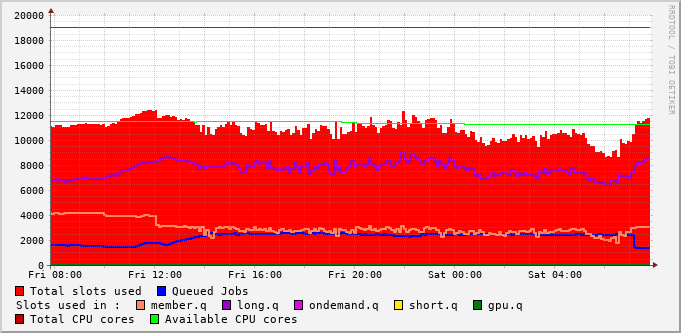 20000
18000
16000
14000
12000
10000
8000
6000
4000
2000
0
Fri 08:00 Fri 12:00 Fri 16:00 Fri 20:00 Sat 00:00 Sat 04:00
Total slots used Queued Jobs
Slots used in : member.q long.q ondemand.q short.q gpu.q
Total CPU cores Available CPU cores
RRDTOOL / TOBI OETIKER